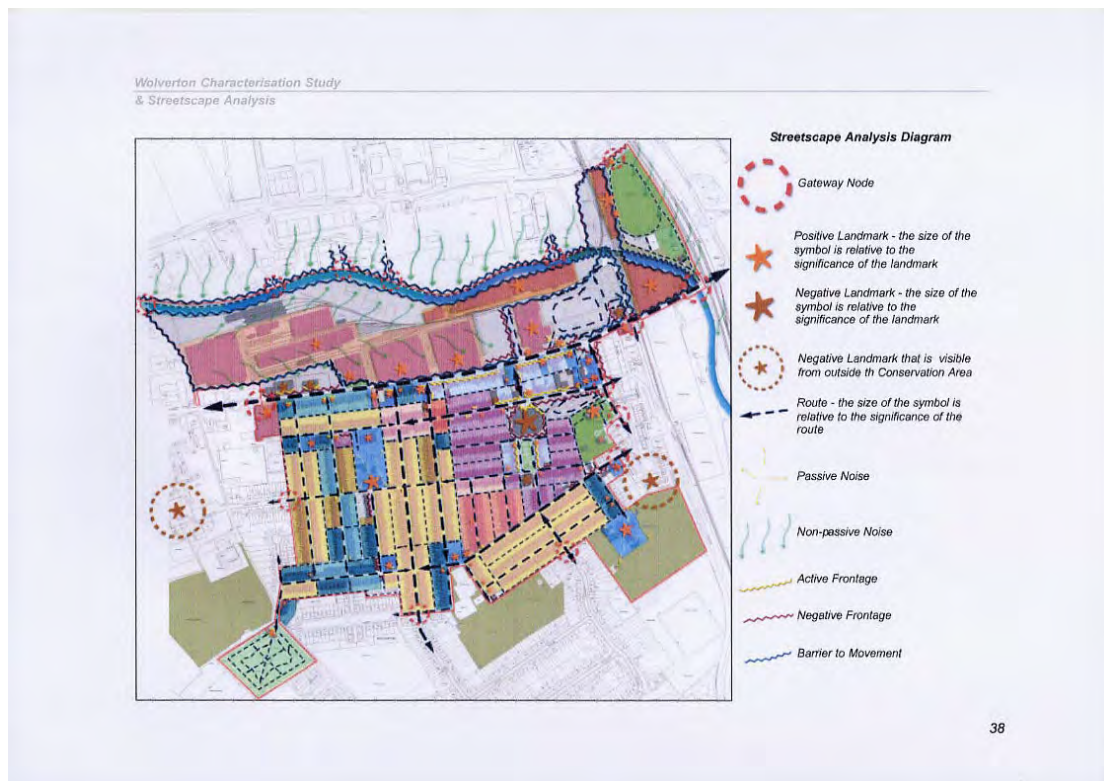 Wolverton Characterisation Study
& Streetscape Analysis
Streetscape Analysis Diagram
Gateway Node
Positive Landmark - the size of the
symbol is relative to the
significance of the landmark
Negative Landmark - the size of the
symbol is relative to the
significance of the landmark
Negative Landmark that is visible
from outside th Conservation Area
Route - the size of the symbol is
relative to the significance of the
route
Passive Noise
Non-passive Noise
Active Frontage
Negative Frontage
Barrier to Movement
38